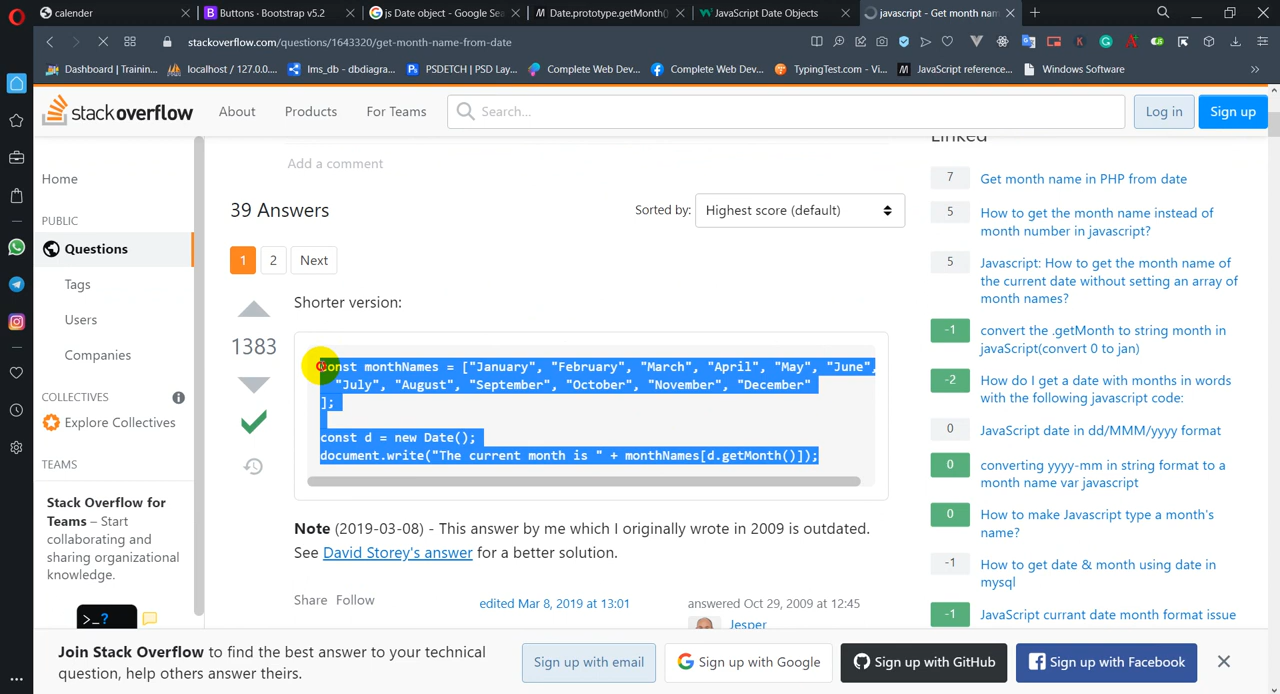 calender
Buttons · Bootstrap v5.2
js Date object - Google Sea
Date.prototype.getMonth()
JavaScript Date Objects
javascript - Get month nam
stackoverflow.com/questions/1643320/get-month-name-from-date
Dashboard | Trainin...
localhost / 127.0.0....
lms_db - dbdiagra...
PSDETCH | PSD Lay...
Complete Web Dev...
Complete Web Dev...
TypingTest.com - Vi...
JavaScript reference...
Windows Software
stackoverflow
About
Products
For Teams
Search...
Log in
Sign up
Home
PUBLIC
Questions
Tags
Users
Companies
COLLECTIVES
Explore Collectives
TEAMS
Stack Overflow for
Teams – Start
collaborating and
sharing organizational
knowledge.
>_?
Add a comment
39 Answers
Sorted by:
Highest score (default)
1
2
Next
1383
Shorter version:
const monthNames = ["January", "February", "March", "April", "May", "June",
"July", "August", "September", "October", "November", "December"
];
const d = new Date();
document.write("The current month is " + monthNames[d.getMonth()]);
Note (2019-03-08) - This answer by me which I originally wrote in 2009 is outdated.
See David Storey's answer for a better solution.
Share Follow
edited Mar 8, 2019 at 13:01
answered Oct 29, 2009 at 12:45
Jesper
Linked
7
Get month name in PHP from date
5
How to get the month name instead of
month number in javascript?
5
Javascript: How to get the month name of
the current date without setting an array of
month names?
-1
convert the .getMonth to string month in
javaScript(convert 0 to jan)
-2
How do I get a date with months in words
with the following javascript code:
0
JavaScript date in dd/MMM/yyyy format
0
converting yyyy-mm in string format to a
month name var javascript
0
How to make Javascript type a month's
name?
-1
How to get date & month using date in
mysql
-1
JavaScript currant date month format issue
Join Stack Overflow to find the best answer to your technical
question, help others answer theirs.
Sign up with email
Sign up with Google
Sign up with GitHub
Sign up with Facebook